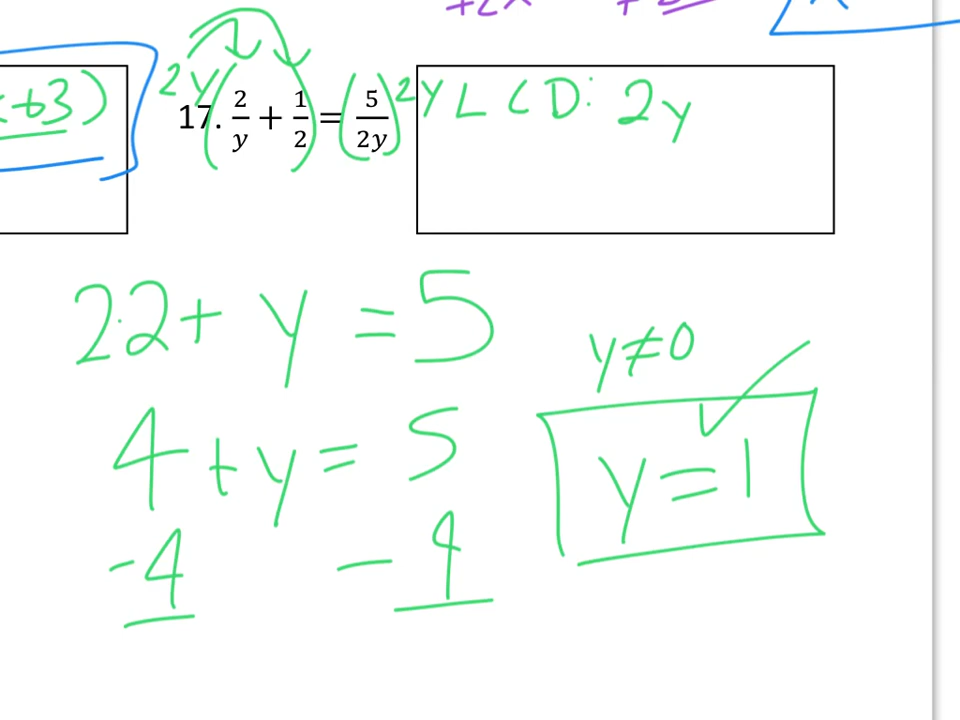 2y(17. 2/y + 1/2) = (5/2y)2y LCD: 2y
2·2 + y = 5
y ≠ 0
4 + y = 5
y = 1 ✓
-4 -4
+3)